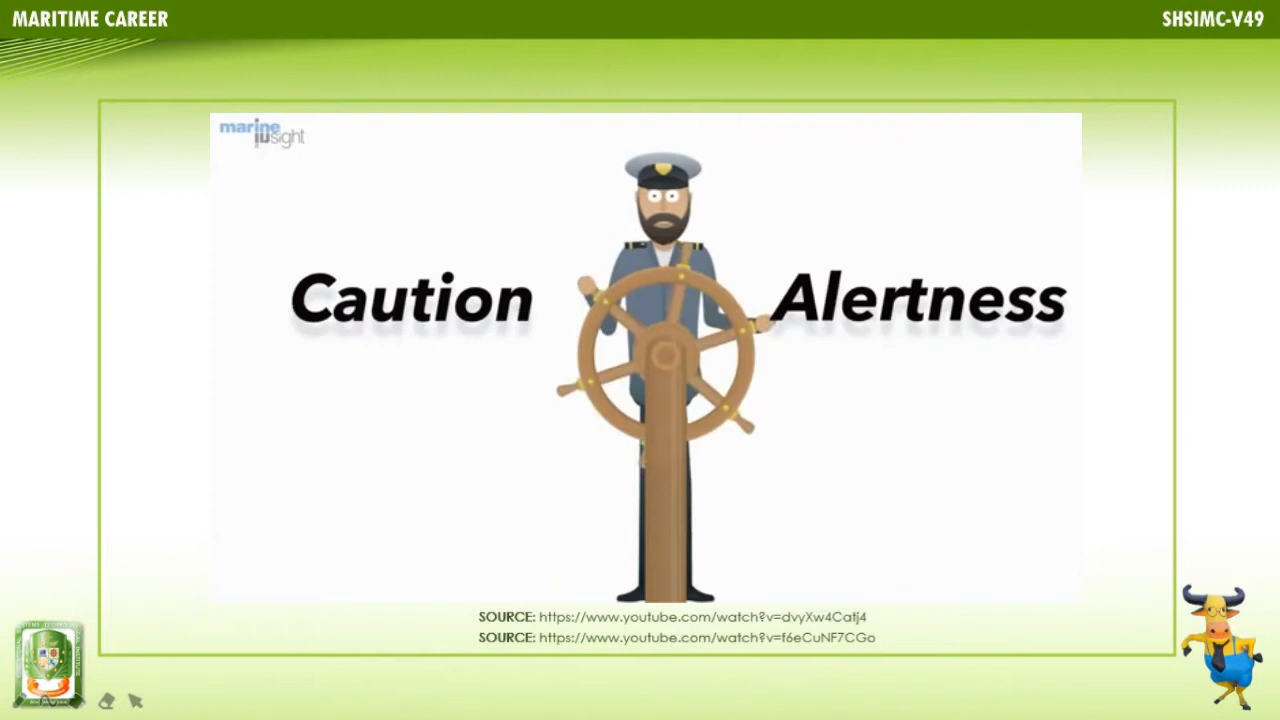 MARITIME CAREER
SHSIMC-V49
marine
insight
Caution
Alertness
SOURCE: https://www.youtube.com/watch?v=dvyXw4Catj4
SOURCE: https://www.youtube.com/watch?v=f6eCuNF7CGo